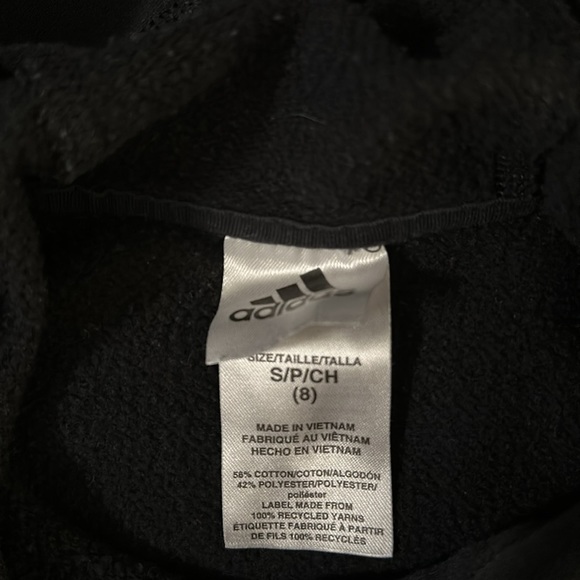 adidas
SIZE/TAILLE/TALLA
S/P/CH
(8)
MADE IN VIETNAM
FABRIQUÉ AU VIÊTNAM
HECHO EN VIETNAM
58% COTTON/COTON/ALGODÓN
42% POLYESTER/POLYESTER/
poliéster
LABEL MADE FROM
100% RECYCLED YARNS
ÉTIQUETTE FABRIQUÉ À PARTIR
DE FILS 100% RECYCLÉS